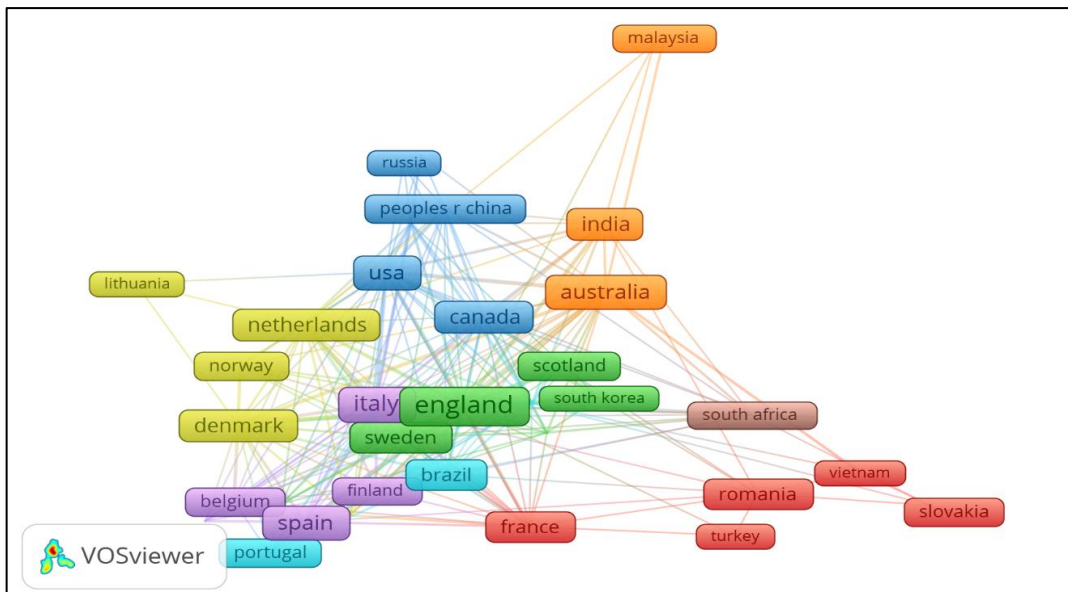 malaysia
russia
peoples r china
india
usa
lithuania
australia
netherlands
canada
norway
scotland
south korea
italy
england
south africa
denmark
sweden
brazil
vietnam
finland
romania
belgium
slovakia
spain
france
turkey
portugal
VOSviewer